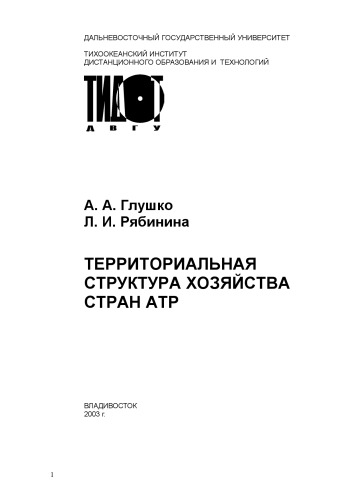 ДАЛЬНЕВОСТОЧНЫЙ ГОСУДАРСТВЕННЫЙ УНИВЕРСИТЕТ
ТИХООКЕАНСКИЙ ИНСТИТУТ
ДИСТАНЦИОННОГО ОБРАЗОВАНИЯ И ТЕХНОЛОГИЙ
ТИДОТ
ДВГУ
А. А. Глушко
Л. И. Рябинина
ТЕРРИТОРИАЛЬНАЯ
СТРУКТУРА ХОЗЯЙСТВА
СТРАН АТР
ВЛАДИВОСТОК
2003 г.
1